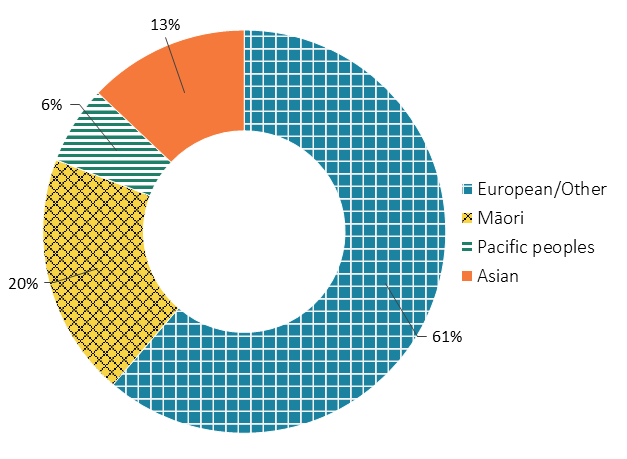 13%
6%
20%
61%
European/Other
Māori
Pacific peoples
Asian